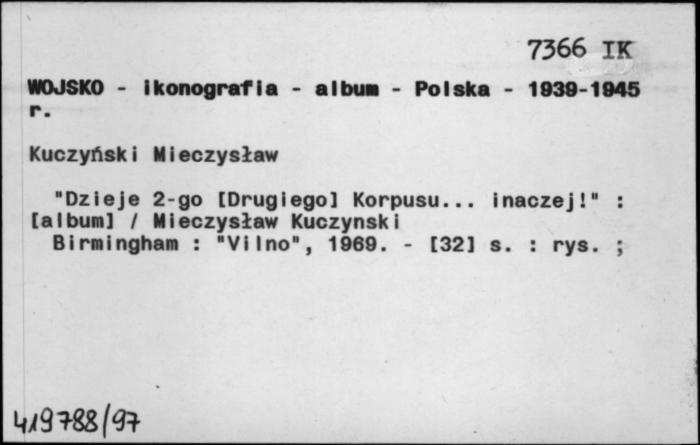 7366 IK
WOJSKO - ikonografia - album - Polska - 1939-1945
r.
Kuczyński Mieczysław
"Dzieje 2-go [Drugiego] Korpusu... inaczej!" :
[album] / Mieczysław Kuczynski
Birmingham : "Vilno", 1969. - [32] s. : rys. ;
419788/97